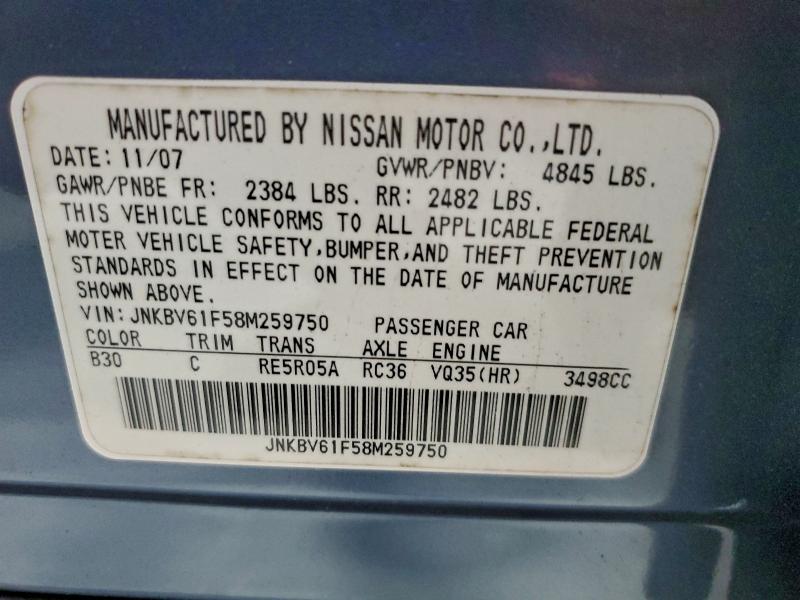 MANUFACTURED BY NISSAN MOTOR CO.,LTD.
DATE: 11/07 GVWR/PNBV: 4845 LBS.
GAWR/PNBE FR: 2384 LBS. RR: 2482 LBS.
THIS VEHICLE CONFORMS TO ALL APPLICABLE FEDERAL
MOTER VEHICLE SAFETY,BUMPER,AND THEFT PREVENTION
STANDARDS IN EFFECT ON THE DATE OF MANUFACTURE
SHOWN ABOVE.
VIN: JNKBV61F58M259750 PASSENGER CAR
COLOR TRIM TRANS AXLE ENGINE
B30 C RE5R05A RC36 VQ35(HR) 3498CC
JNKBV61F58M259750